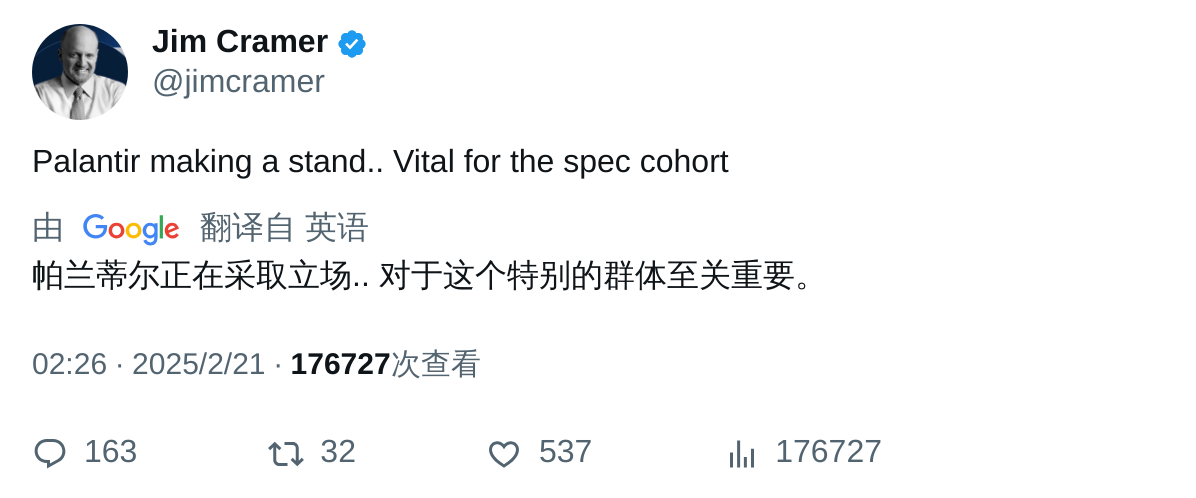 Jim Cramer
@jimcramer
Palantir making a stand.. Vital for the spec cohort
由 Google 翻译自 英语
帕兰蒂尔正在采取立场.. 对于这个特别的群体至关重要。
02:26 · 2025/2/21 · 176727次查看
163 32 537 176727